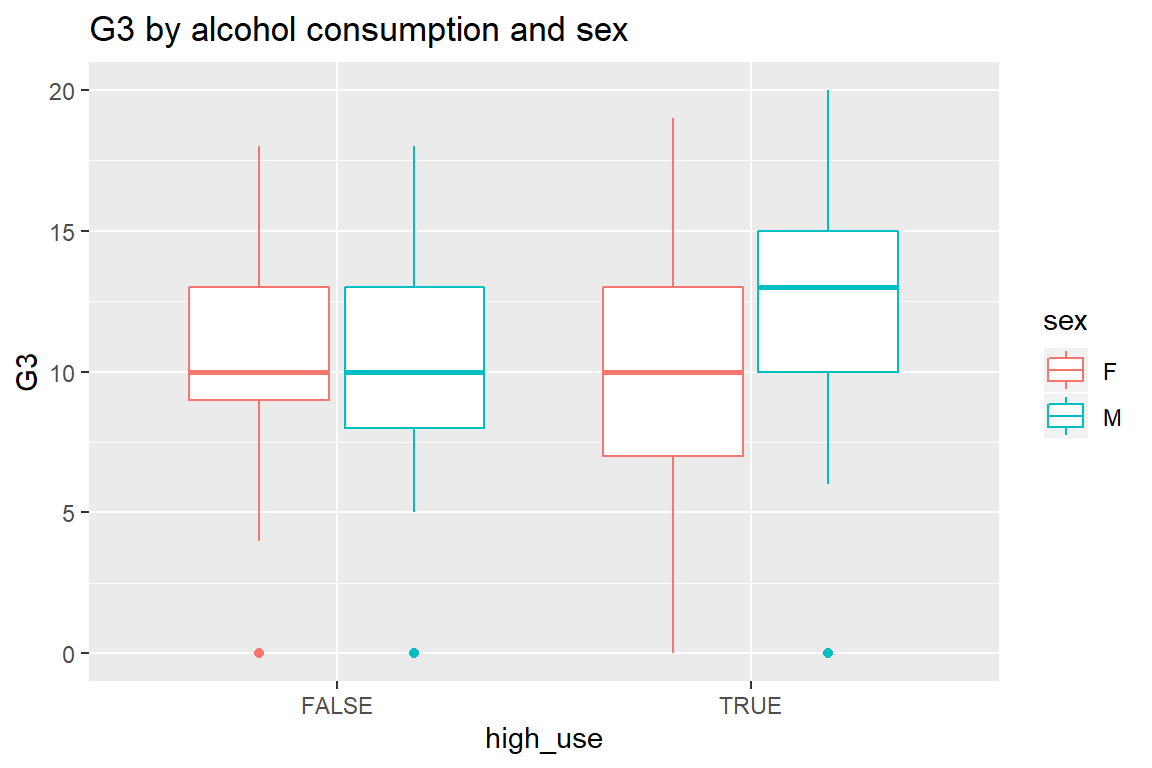 G3 by alcohol consumption and sex
20
15
10
5
0
G3
FALSE
TRUE
high_use
sex
F
M